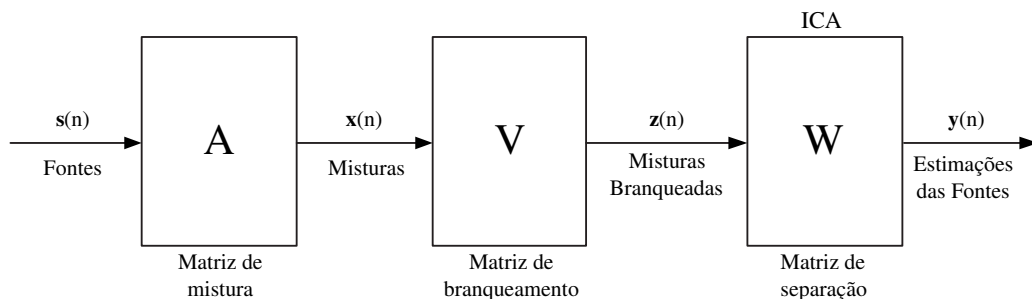 ICA
s(n)
Fontes
A
x(n)
Misturas
V
z(n)
Misturas
Branqueadas
W
y(n)
Estimações
das Fontes
Matriz de
mistura
Matriz de
branqueamento
Matriz de
separação